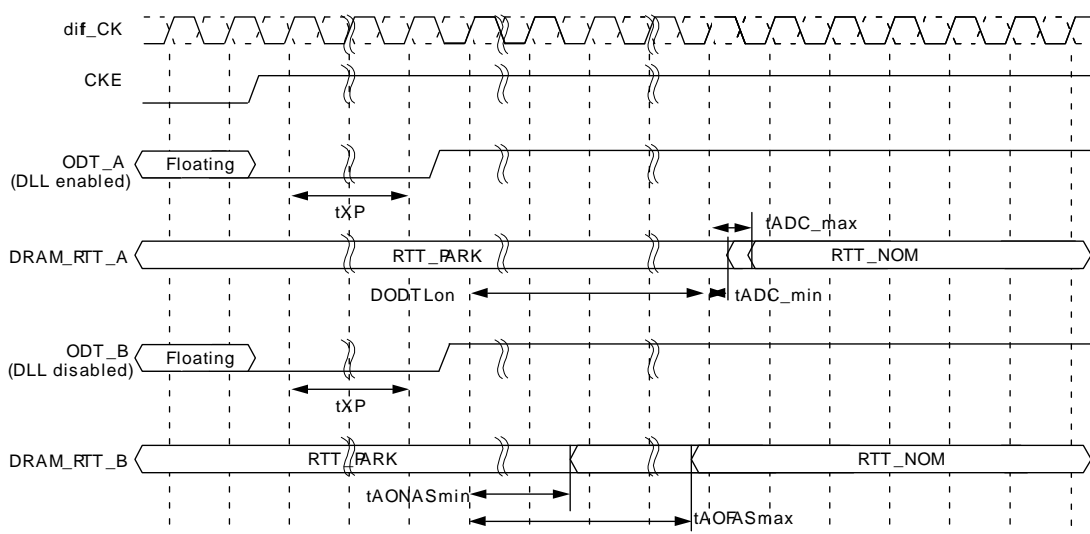 dif_CK
CKE
ODT_A
(DLL enabled)
Floating
tXP
tADC_max
DRAM_RTT_A
RTT_PARK
RTT_NOM
DODTLon
tADC_min
ODT_B
(DLL disabled)
Floating
tXP
DRAM_RTT_B
RTT_PARK
RTT_NOM
tAONASmin
tAOFASmax